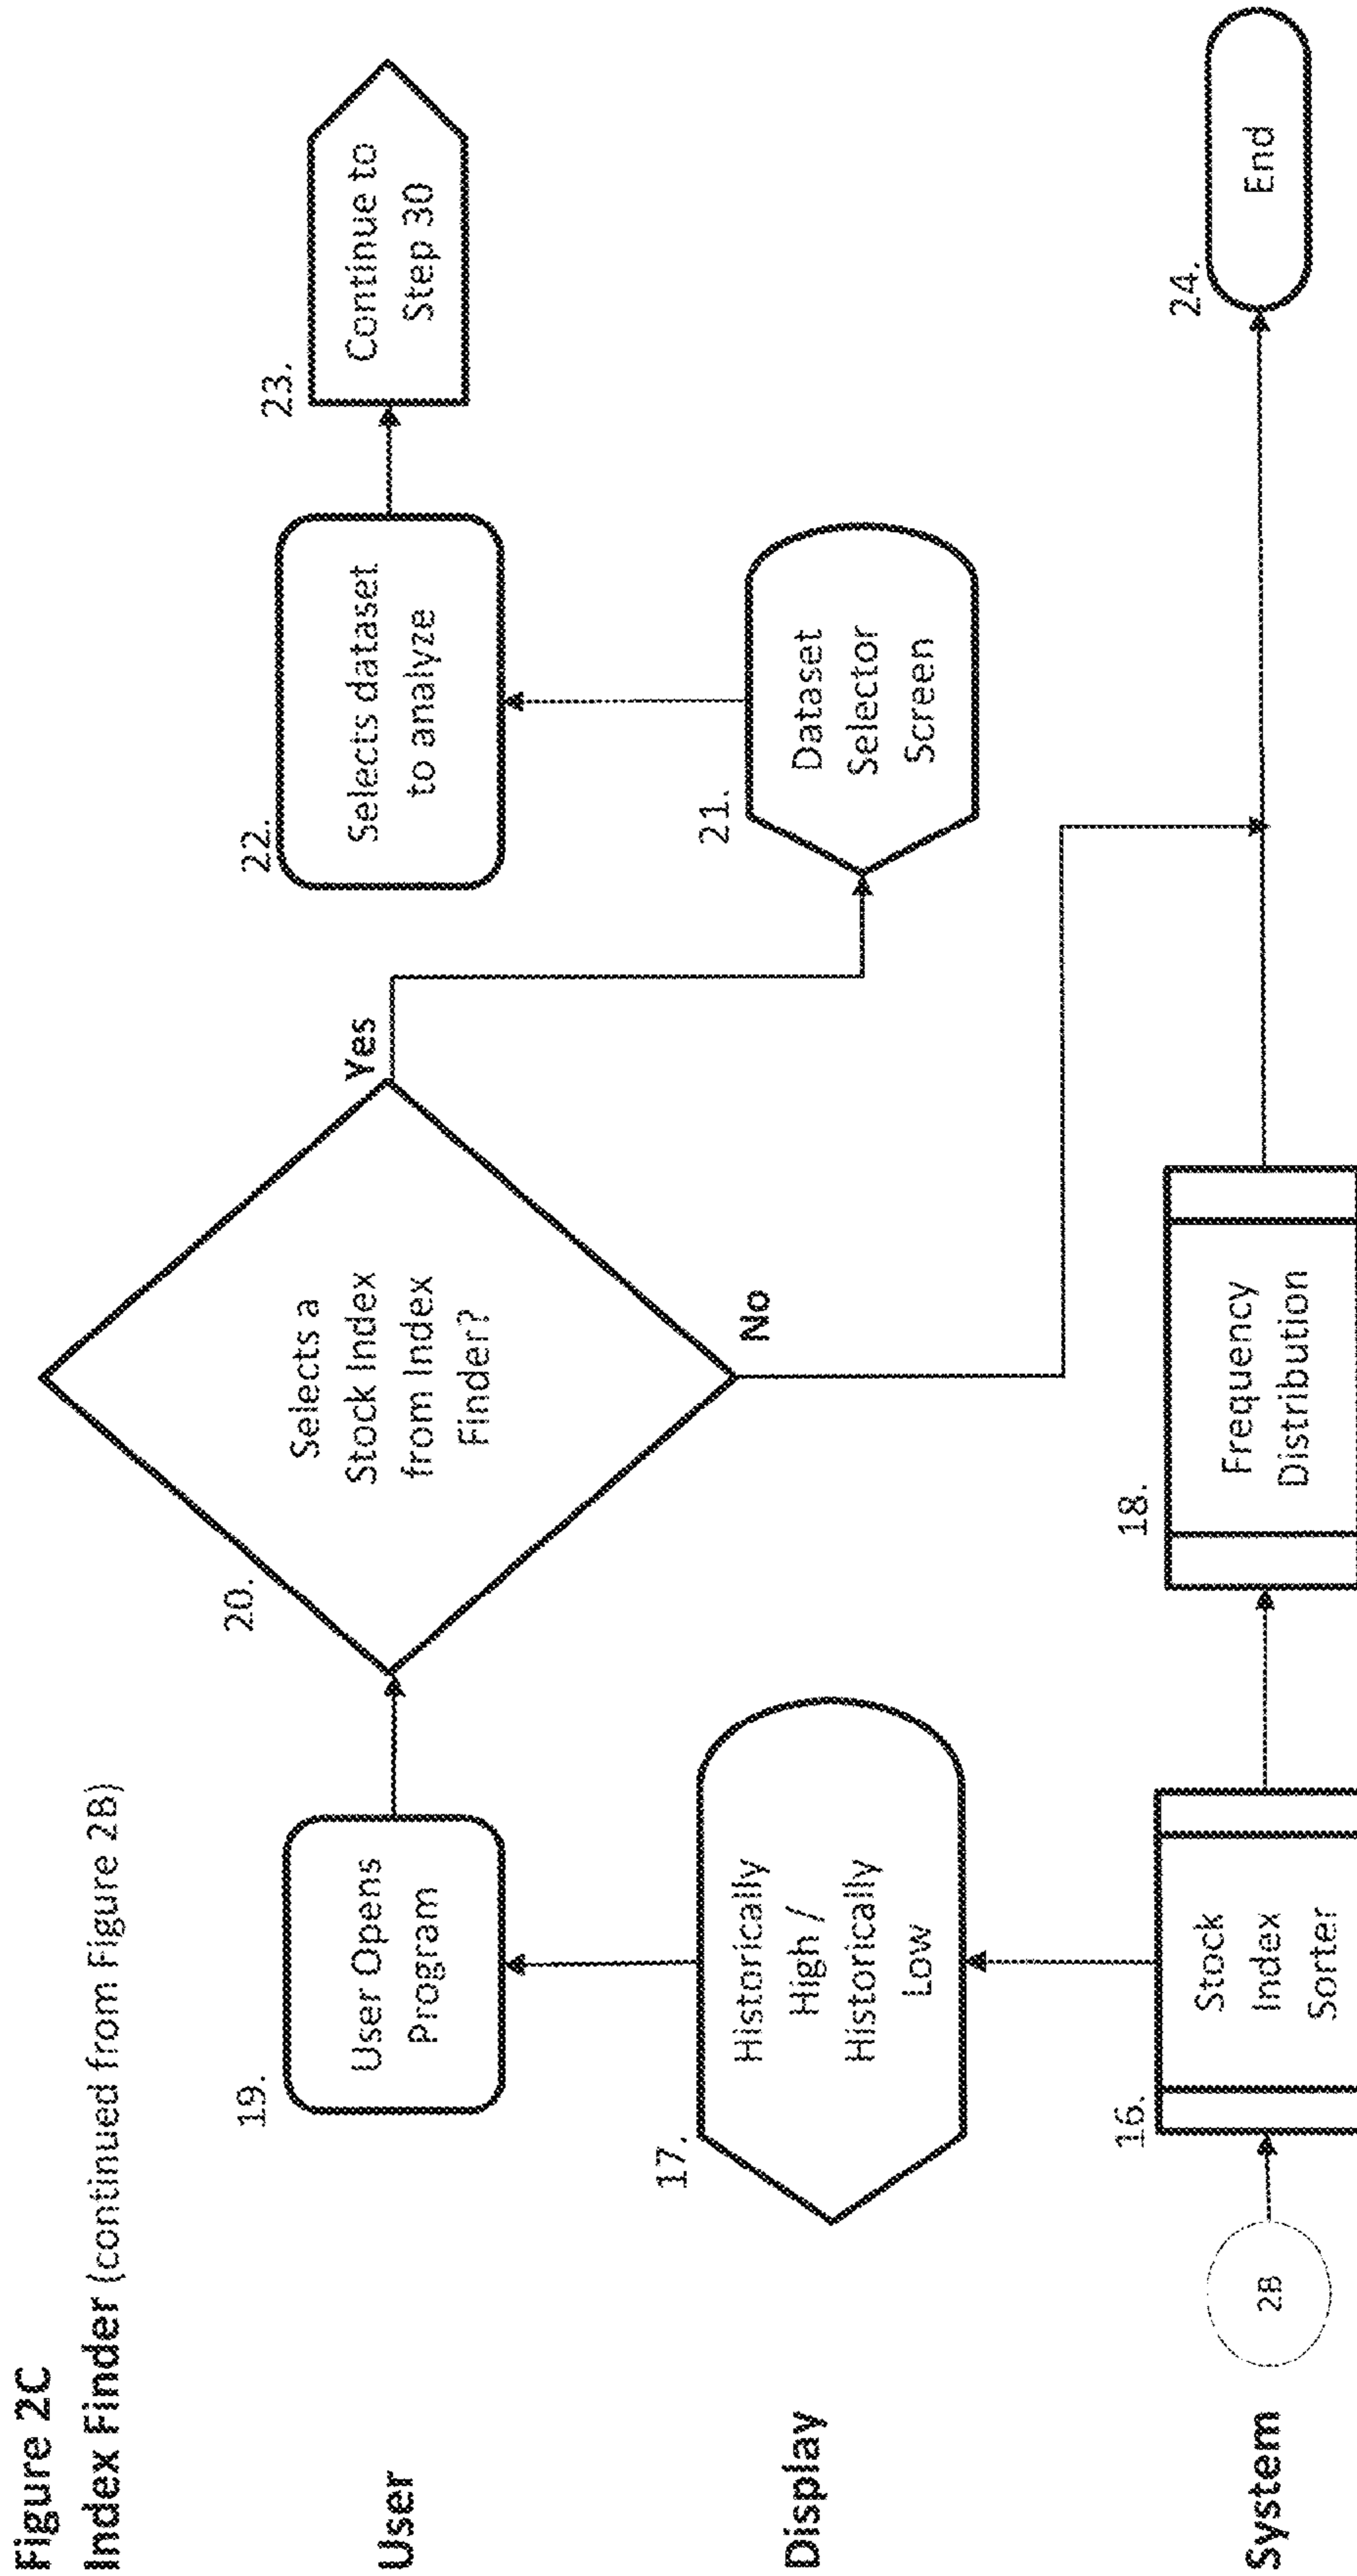 Figure 2C
Index Finder (continued from Figure 2B)
User
19.
User Opens
Program
20.
Selects a
Stock Index
from Index
Finder?
Yes
No
22.
Selects dataset
to analyze
23.
Continue to
Step 30
Display
17.
Historically
High /
Historically
Low
21.
Dataset
Selector
Screen
System
2B
16.
Stock
Index
Sorter
18.
Frequency
Distribution
24.
End